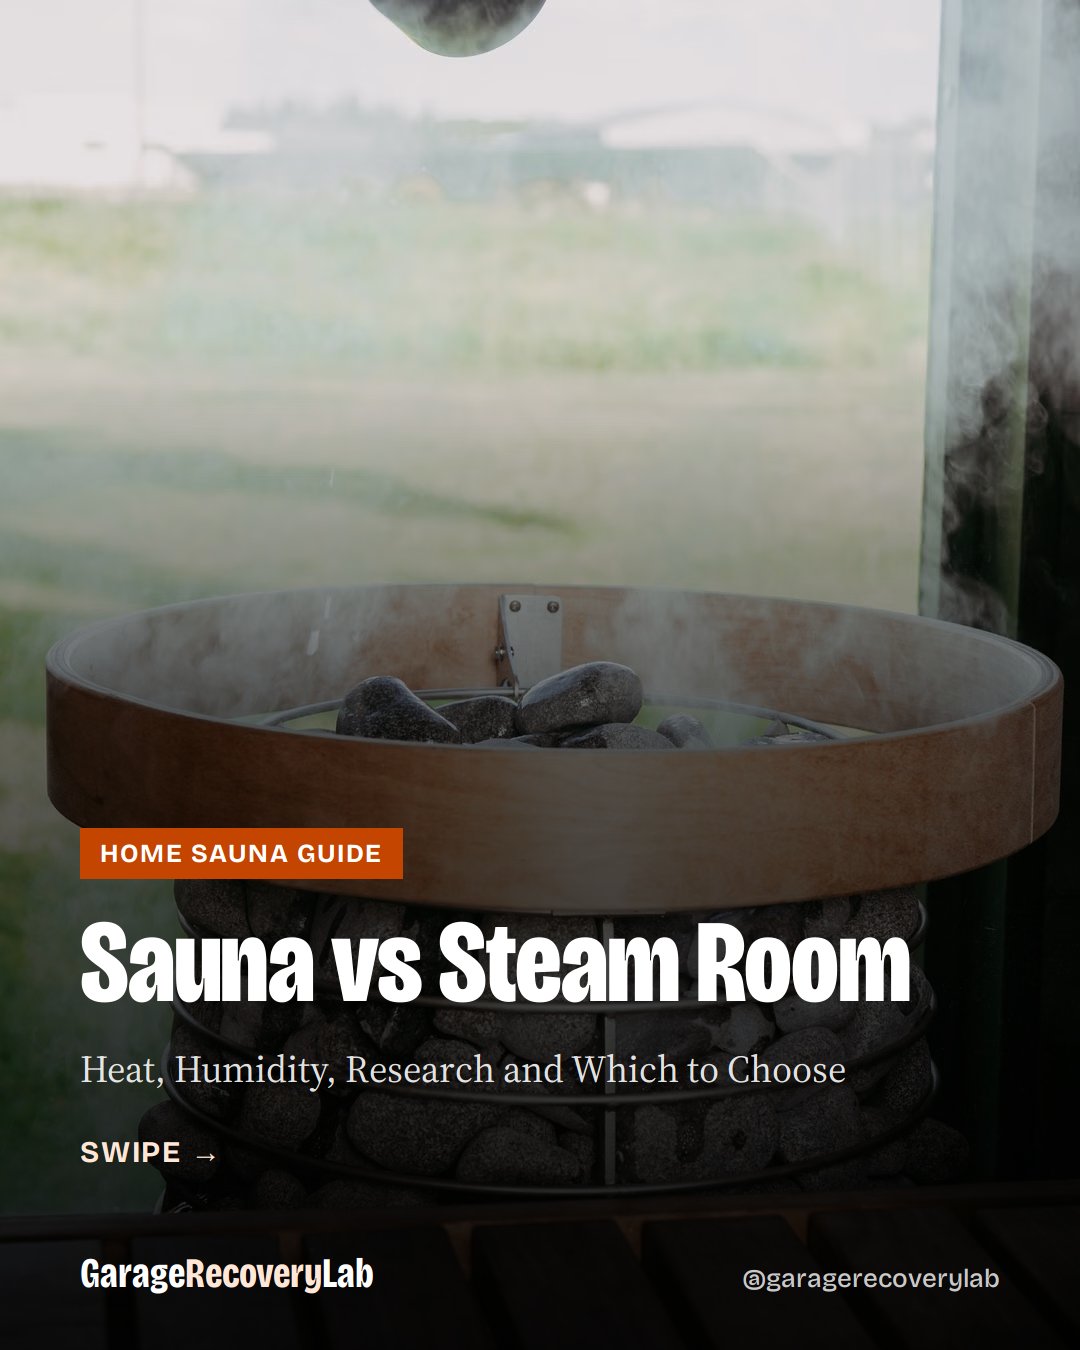 HOME SAUNA GUIDE
Sauna vs Steam Room
Heat, Humidity, Research and Which to Choose
SWIPE →
GarageRecoveryLab
@garagerecoverylab